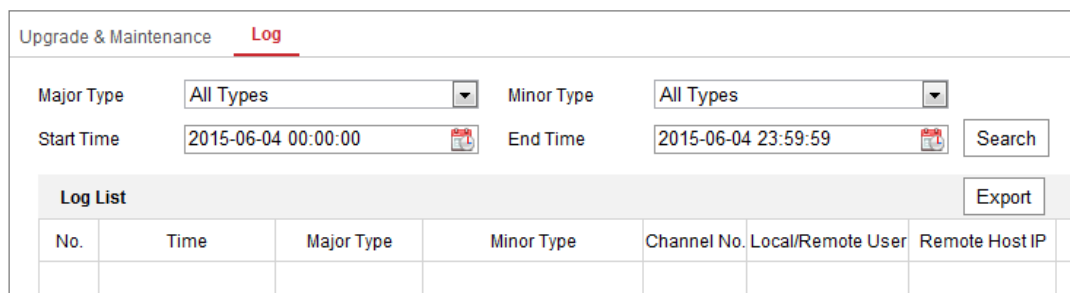 Upgrade & Maintenance Log
Major Type All Types Minor Type All Types
Start Time 2015-06-04 00:00:00 End Time 2015-06-04 23:59:59 Search
Log List Export
No. Time Major Type Minor Type Channel No. Local/Remote User Remote Host IP